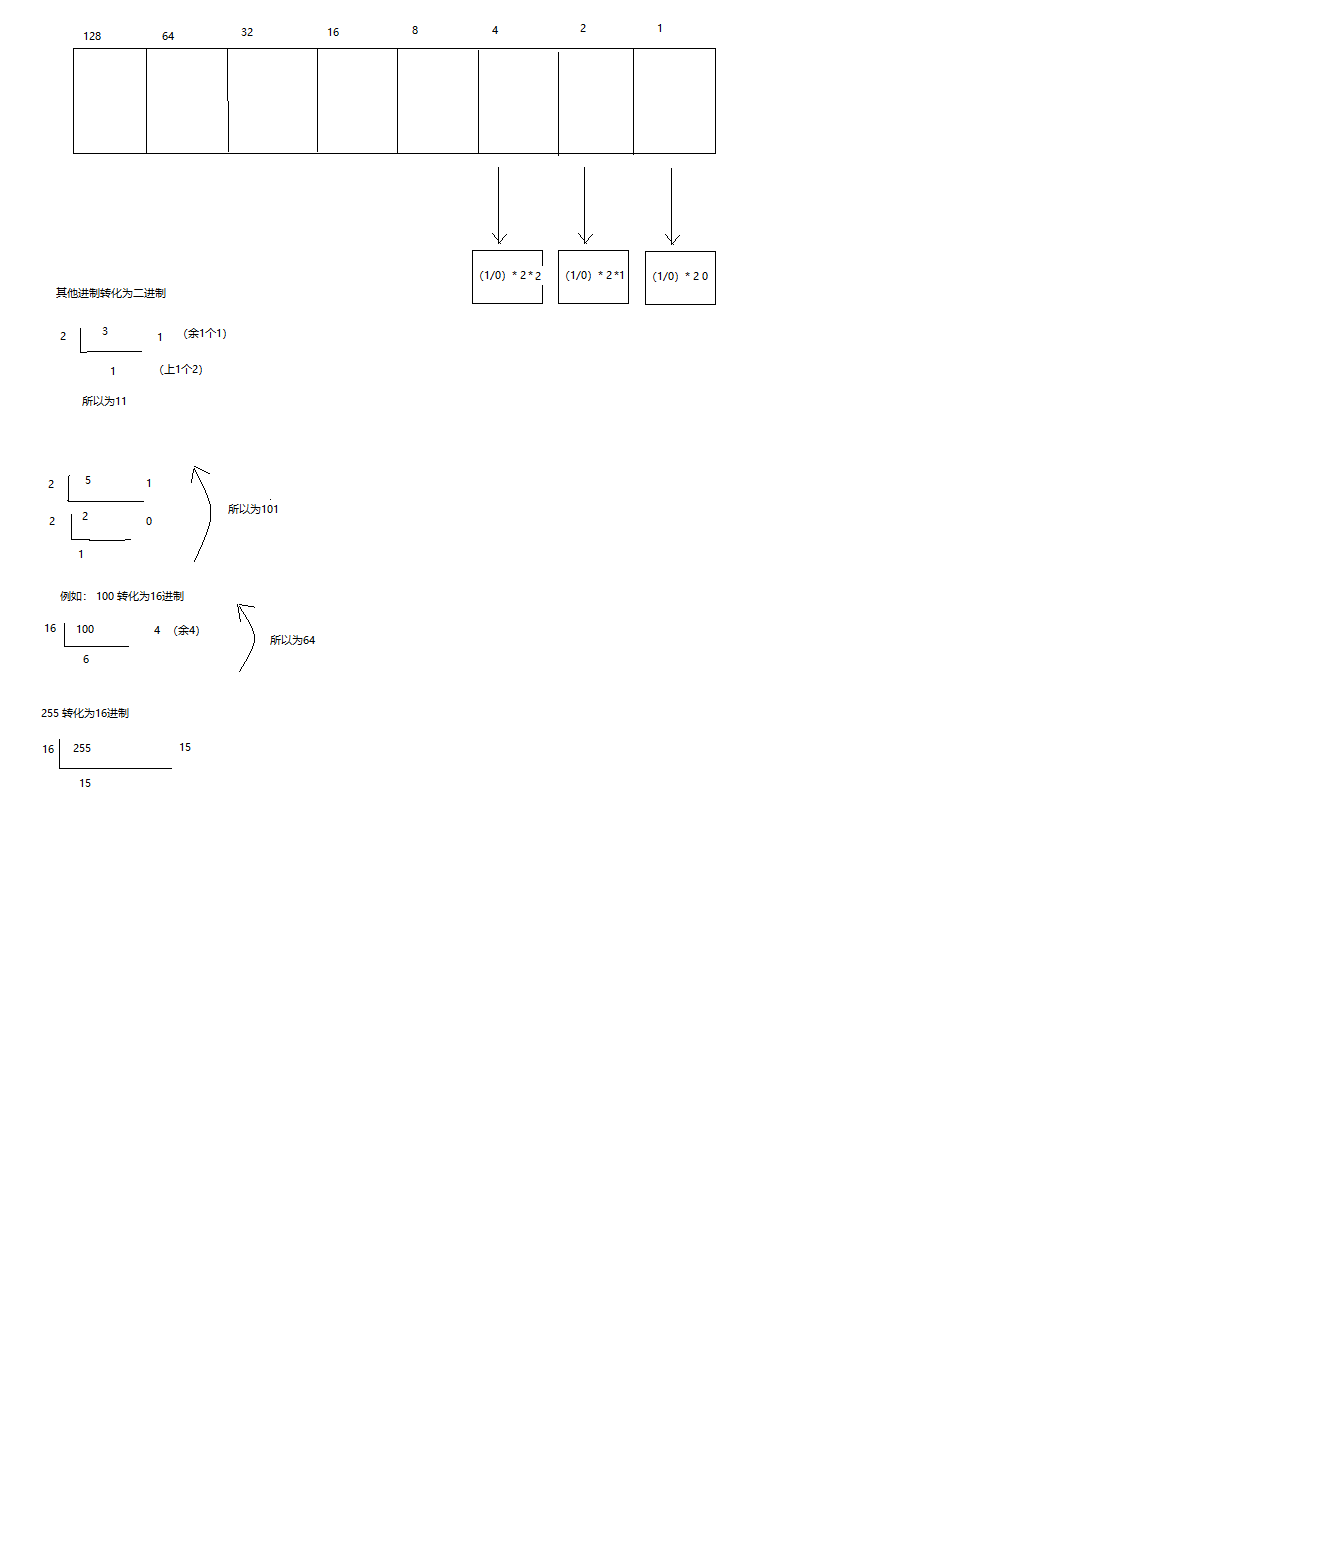 128 64 32 16 8 4 2 1
（1/0）* 2 * 2 （1/0）* 2 *1 （1/0）* 2 0
其他进制转化为二进制
2 3 1 （余1个1）
1 （上1个2）
所以为11
2 5 1
所以为101
2 2 0
1
例如： 100 转化为16进制
16 100 4 （余4）
所以为64
6
255 转化为16进制
16 255 15
15